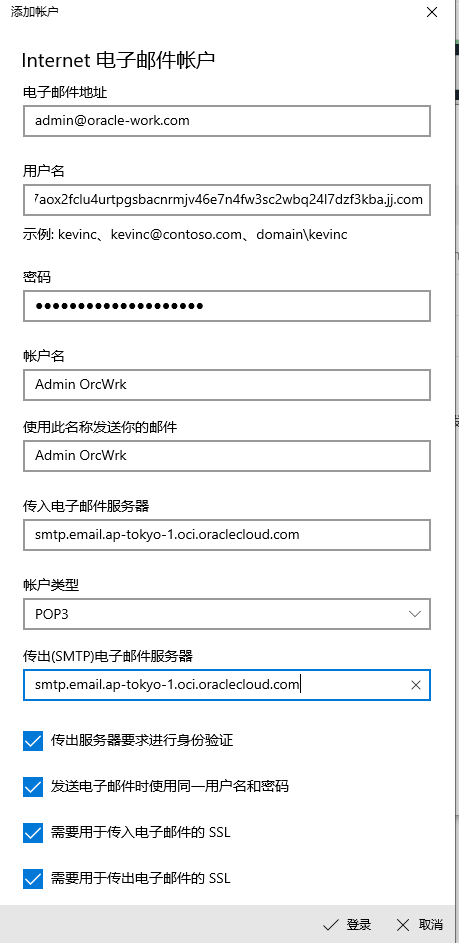 添加帐户
Internet 电子邮件帐户
电子邮件地址
admin@oracle-work.com
用户名
7aox2fclu4urtpgsbacnrmjv46e7n4fw3sc2wbq24l7dzf3kba.jj.com
示例: kevinc、kevinc@contoso.com、domain\kevinc
密码
●●●●●●●●●●●●●●●●●●●●
帐户名
Admin OrcWrk
使用此名称发送你的邮件
Admin OrcWrk
传入电子邮件服务器
smtp.email.ap-tokyo-1.oci.oraclecloud.com
帐户类型
POP3
传出(SMTP)电子邮件服务器
smtp.email.ap-tokyo-1.oci.oraclecloud.com
传出服务器要求进行身份验证
发送电子邮件时使用同一用户名和密码
需要用于传入电子邮件的 SSL
需要用于传出电子邮件的 SSL
登录 取消